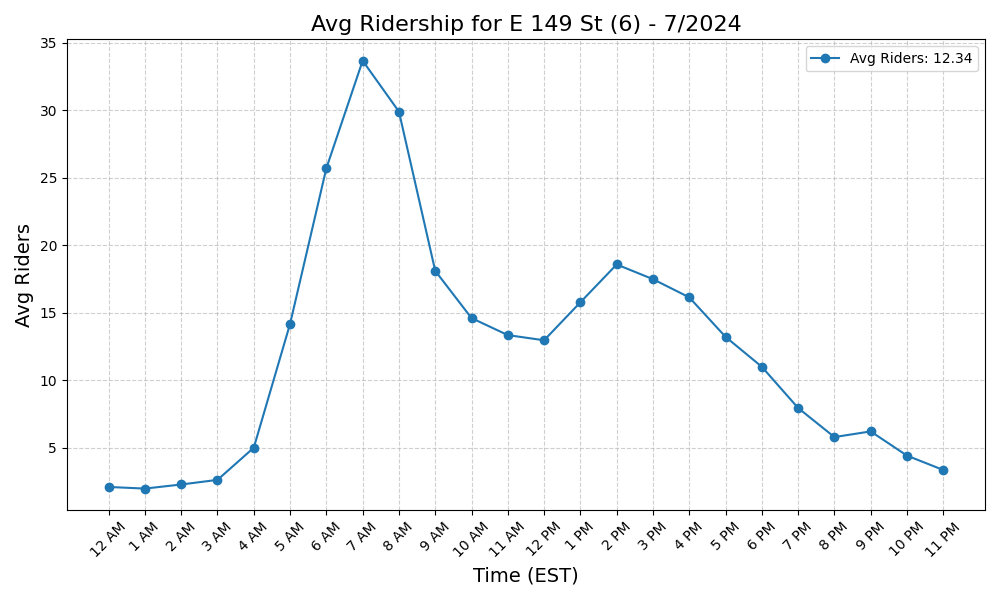 Avg Ridership for E 149 St (6) - 7/2024
Avg Riders: 12.34
Avg Riders
35
30
25
20
15
10
5
12 AM
1 AM
2 AM
3 AM
4 AM
5 AM
6 AM
7 AM
8 AM
9 AM
10 AM
11 AM
12 PM
1 PM
2 PM
3 PM
4 PM
5 PM
6 PM
7 PM
8 PM
9 PM
10 PM
11 PM
Time (EST)